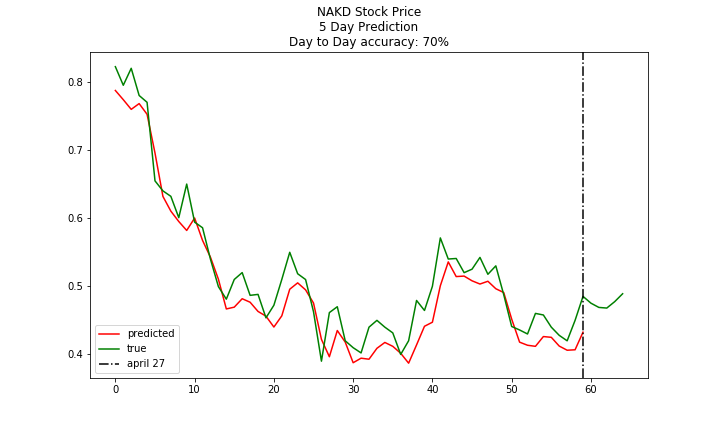 NAKD Stock Price
5 Day Prediction
Day to Day accuracy: 70%
0.8
0.7
0.6
0.5
0.4
predicted
true
april 27
0 10 20 30 40 50 60